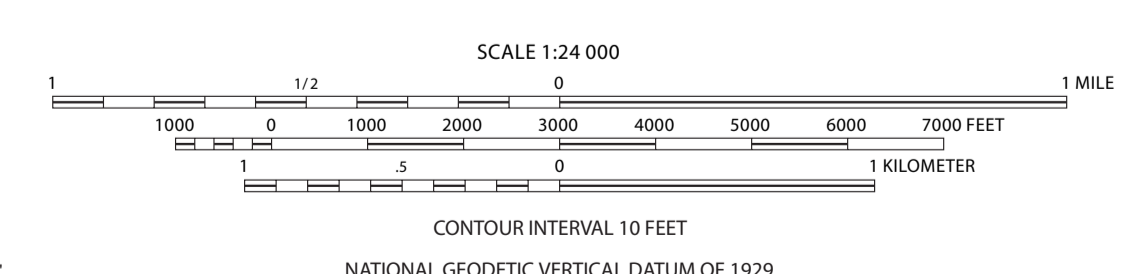 SCALE 1:24 000
1 1/2 0 1 MILE
1000 0 1000 2000 3000 4000 5000 6000 7000 FEET
1 .5 0 1 KILOMETER
CONTOUR INTERVAL 10 FEET
NATIONAL GEODETIC VERTICAL DATUM OF 1929